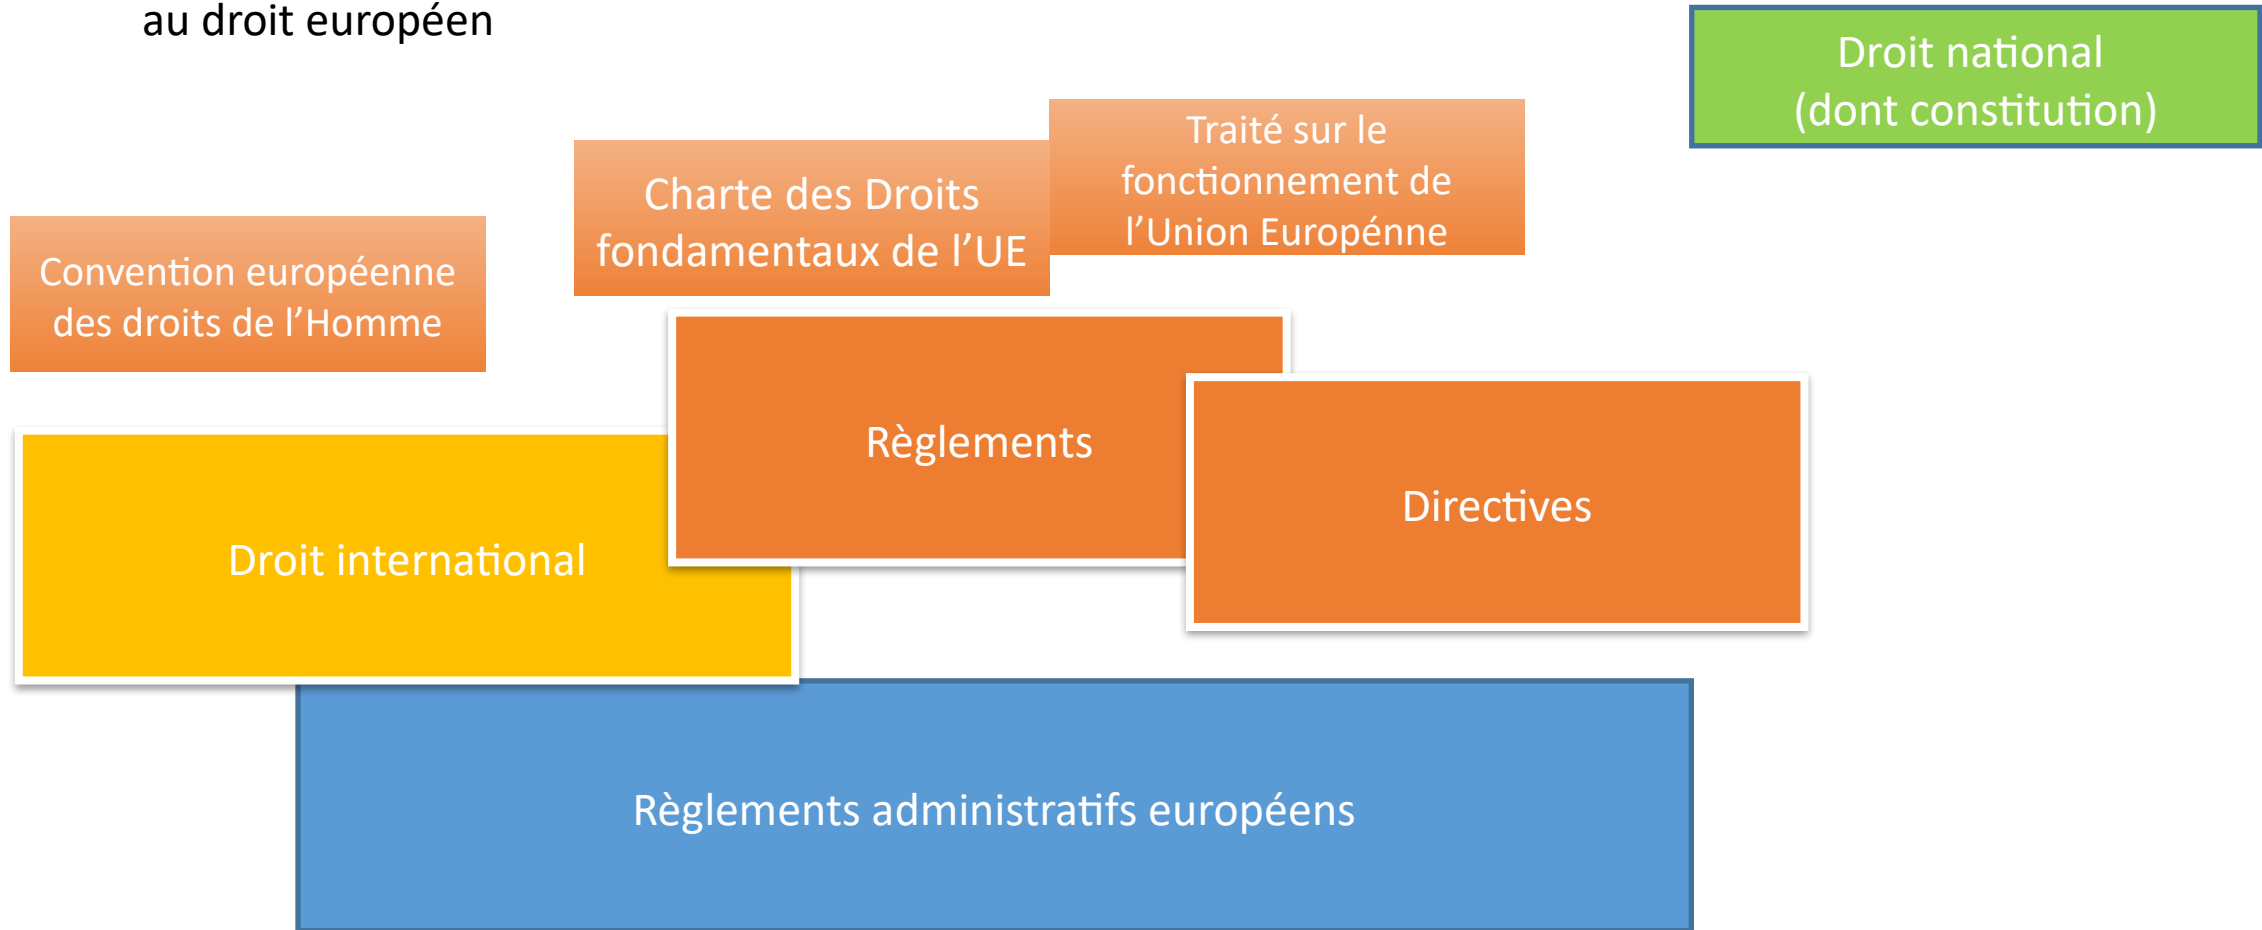 au droit européen
Droit national
(dont constitution)
Traité sur le
fonctionnement de
l’Union Europénne
Charte des Droits
fondamentaux de l’UE
Convention européenne
des droits de l’Homme
Règlements
Directives
Droit international
Règlements administratifs européens